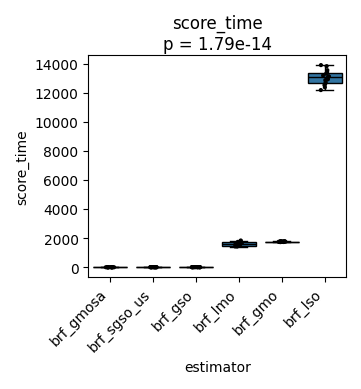 score_time
p = 1.79e-14
14000
12000
10000
8000
6000
4000
2000
0
score_time
brf_gmosa
brf_sgso_us
brf_gso
brf_lmo
brf_gmo
brf_lso
estimator